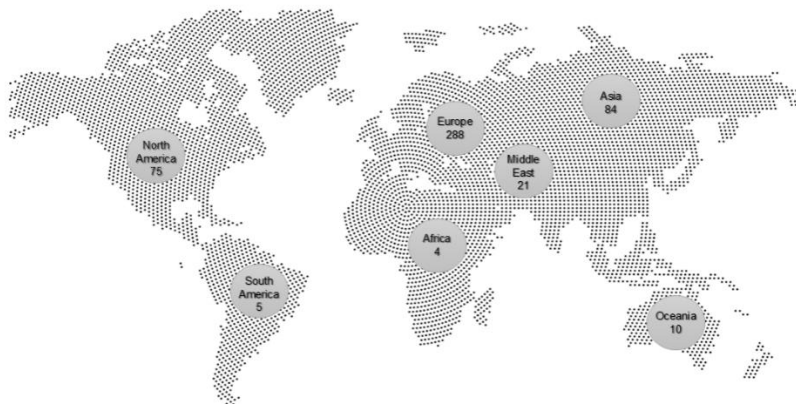 North
America
75
Europe
288
Asia
84
Middle
East
21
Africa
4
South
America
5
Oceania
10